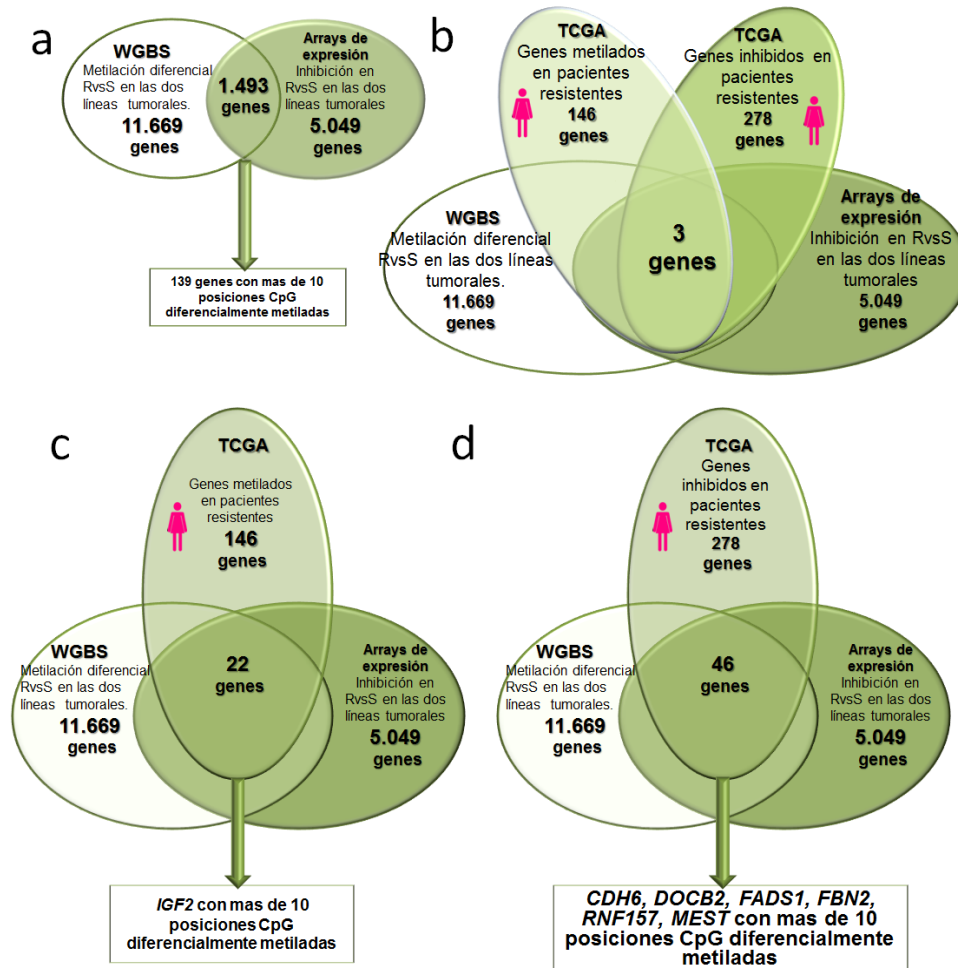 a
WGBS
Metilación diferencial
RvsS en las dos
líneas tumorales.
11.669
genes
1.493
genes
Arrays de
expresión
Inhibición en
RvsS en las dos
líneas tumorales
5.049
genes
139 genes con mas de 10
posiciones CpG
diferencialmente metiladas
b
TCGA
Genes metilados
en pacientes
resistentes
146
genes
TCGA
Genes inhibidos en
pacientes
resistentes
278
genes
WGBS
Metilación diferencial
RvsS en las dos líneas
tumorales.
11.669
genes
3
genes
Arrays de
expresión
Inhibición en RvsS
en las dos líneas
tumorales
5.049
genes
c
TCGA
Genes metilados
en pacientes
resistentes
146
genes
WGBS
Metilación diferencial
RvsS en las dos
líneas tumorales.
11.669
genes
22
genes
Arrays de
expresión
Inhibición en
RvsS en las dos
líneas tumorales
5.049
genes
IGF2 con mas de 10
posiciones CpG
diferencialmente metiladas
d
TCGA
Genes
inhibidos en
pacientes
resistentes
278
genes
WGBS
Metilación diferencial
RvsS en las dos
líneas tumorales.
11.669
genes
46
genes
Arrays de
expresión
Inhibición en
RvsS en las dos
líneas tumorales
5.049
genes
CDH6, DOCB2, FADS1, FBN2,
RNF157, MEST con mas de 10
posiciones CpG diferencialmente
metiladas